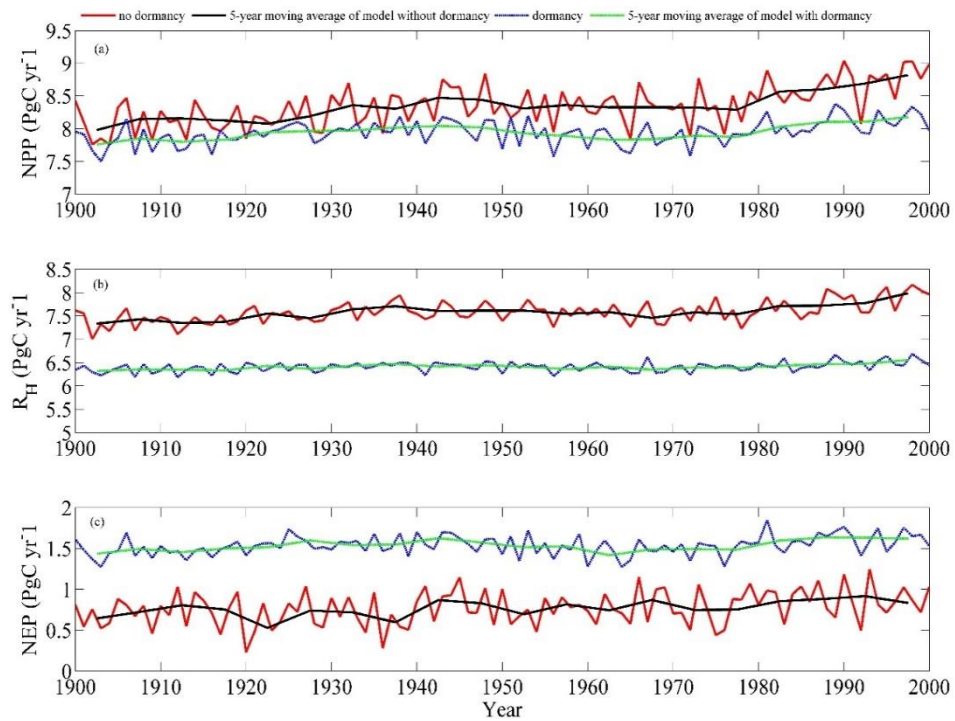 no dormancy 5-year moving average of model without dormancy dormancy 5-year moving average of model with dormancy
9.5
(a)
9
8.5
8
7.5
7
NPP (PgC yr-1
1900 1910 1920 1930 1940 1950 1960 1970 1980 1990 2000
8.5
(b)
8
7.5
7
6.5
6
5.5
5
RH (PgC yr-1
1900 1910 1920 1930 1940 1950 1960 1970 1980 1990 2000
2
(c)
1.5
1
0.5
0
NEP (PgC yr-1
1900 1910 1920 1930 1940 1950 1960 1970 1980 1990 2000
Year